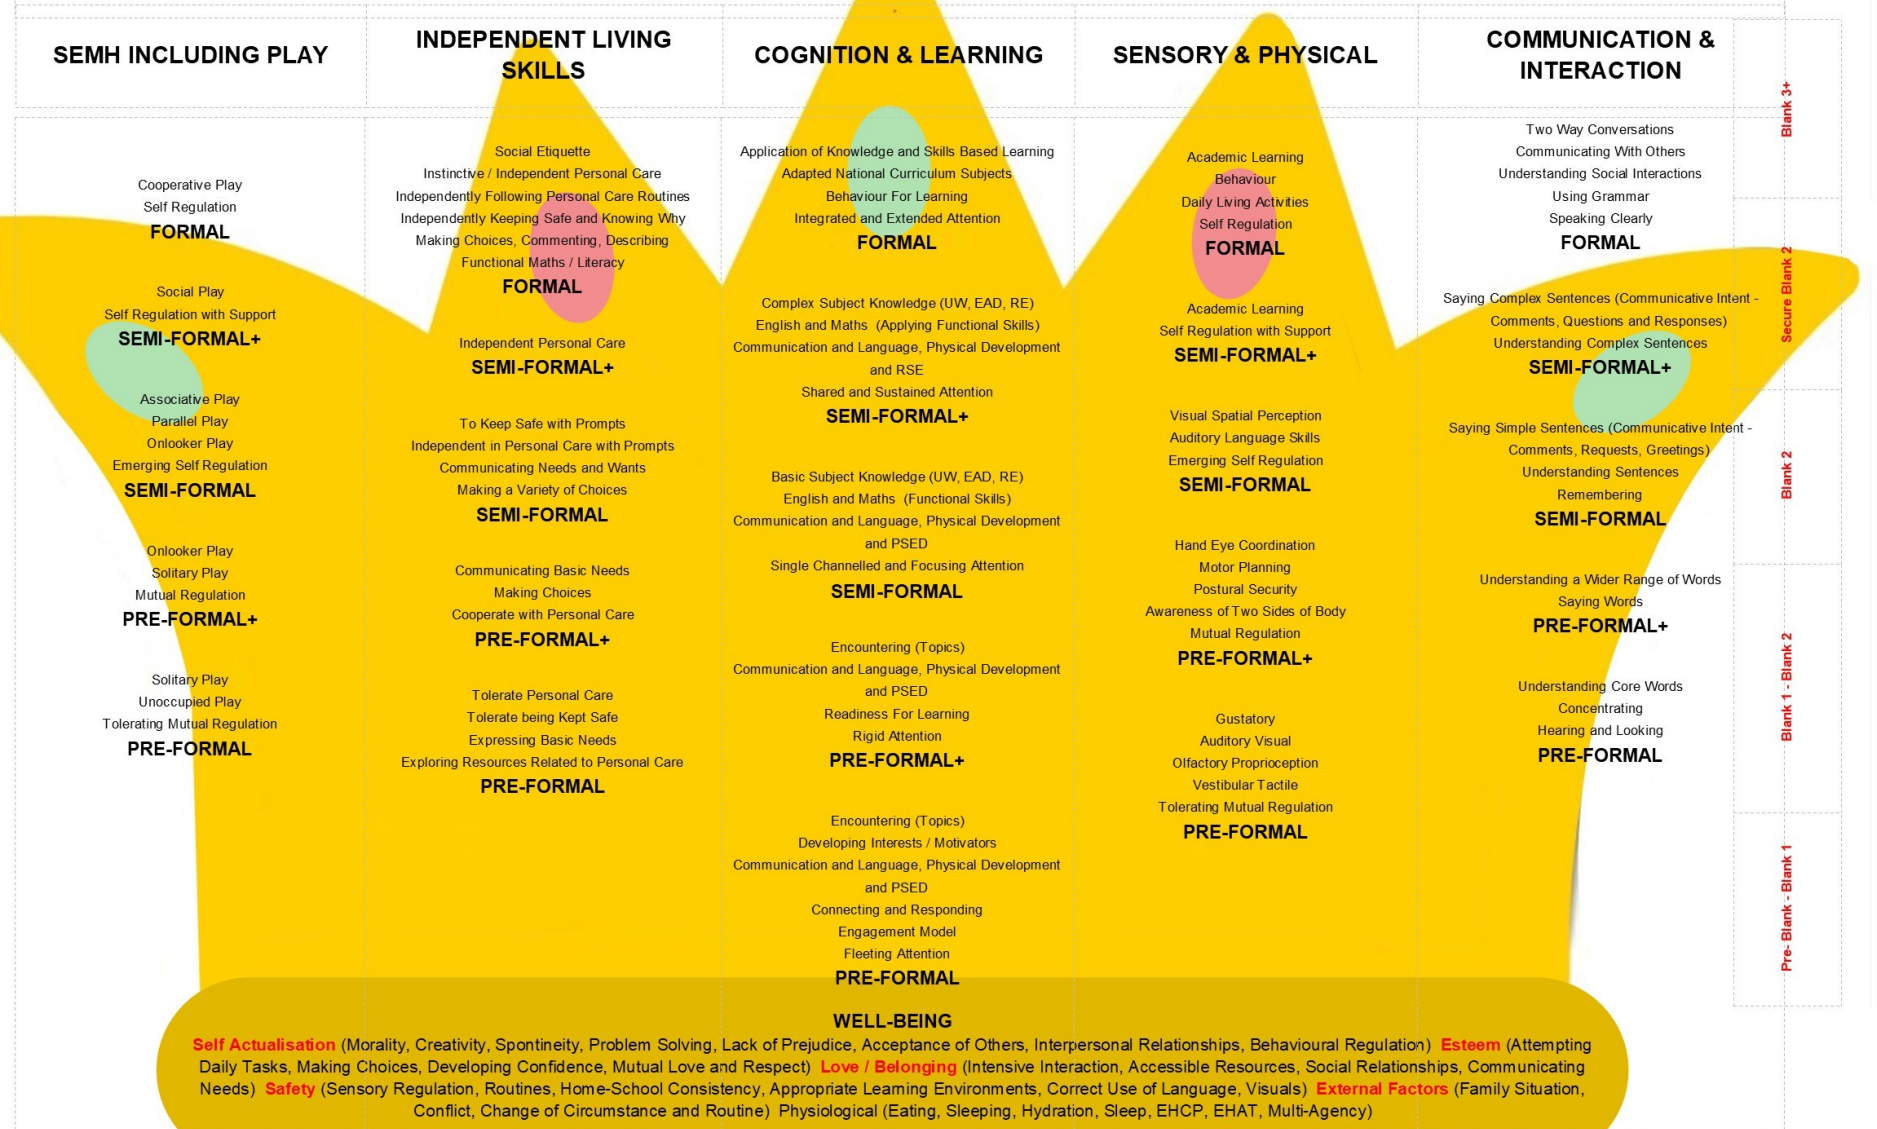 SEMH INCLUDING PLAY
Cooperative Play
Self Regulation
FORMAL
Social Play
Self Regulation with Support
SEMI-FORMAL+
Associative Play
Parallel Play
Onlooker Play
Emerging Self Regulation
SEMI-FORMAL
Onlooker Play
Solitary Play
Mutual Regulation
PRE-FORMAL+
Solitary Play
Unoccupied Play
Tolerating Mutual Regulation
PRE-FORMAL
INDEPENDENT LIVING
SKILLS
Social Etiquette
Instinctive / Independent Personal Care
Independently Following Personal Care Routines
Independently Keeping Safe and Knowing Why
Making Choices, Commenting, Describing
Functional Maths / Literacy
FORMAL
Independent Personal Care
SEMI-FORMAL+
To Keep Safe with Prompts
Independent in Personal Care with Prompts
Communicating Needs and Wants
Making a Variety of Choices
SEMI-FORMAL
Communicating Basic Needs
Making Choices
Cooperate with Personal Care
PRE-FORMAL+
Tolerate Personal Care
Tolerate being Kept Safe
Expressing Basic Needs
Exploring Resources Related to Personal Care
PRE-FORMAL
COGNITION & LEARNING
Application of Knowledge and Skills Based Learning
Adapted National Curriculum Subjects
Behaviour For Learning
Integrated and Extended Attention
FORMAL
Complex Subject Knowledge (UW, EAD, RE)
English and Maths (Applying Functional Skills)
Communication and Language, Physical Development
and RSE
Shared and Sustained Attention
SEMI-FORMAL+
Basic Subject Knowledge (UW, EAD, RE)
English and Maths (Functional Skills)
Communication and Language, Physical Development
and PSED
Single Channelled and Focusing Attention
SEMI-FORMAL
Encountering (Topics)
Communication and Language, Physical Development
and PSED
Readiness For Learning
Rigid Attention
PRE-FORMAL+
Encountering (Topics)
Developing Interests / Motivators
Communication and Language, Physical Development
and PSED
Connecting and Responding
Engagement Model
Fleeting Attention
PRE-FORMAL
SENSORY & PHYSICAL
Academic Learning
Behaviour
Daily Living Activities
Self Regulation
FORMAL
Academic Learning
Self Regulation with Support
SEMI-FORMAL+
Visual Spatial Perception
Auditory Language Skills
Emerging Self Regulation
SEMI-FORMAL
Hand Eye Coordination
Motor Planning
Postural Security
Awareness of Two Sides of Body
Mutual Regulation
PRE-FORMAL+
Gustatory
Auditory Visual
Olfactory Proprioception
Vestibular Tactile
Tolerating Mutual Regulation
PRE-FORMAL
COMMUNICATION &
INTERACTION
Two Way Conversations
Communicating With Others
Understanding Social Interactions
Using Grammar
Speaking Clearly
FORMAL
Saying Complex Sentences (Communicative Intent -
Comments, Questions and Responses)
Understanding Complex Sentences
SEMI-FORMAL+
Saying Simple Sentences (Communicative Intent -
Comments, Requests, Greetings)
Understanding Sentences
Remembering
SEMI-FORMAL
Understanding a Wider Range of Words
Saying Words
PRE-FORMAL+
Understanding Core Words
Concentrating
Hearing and Looking
PRE-FORMAL
Blank 3+
Secure Blank 2
Blank 2
Blank 1 - Blank 2
Pre- Blank - Blank 1
WELL-BEING
Self Actualisation (Morality, Creativity, Spontineity, Problem Solving, Lack of Prejudice, Acceptance of Others, Interpersonal Relationships, Behavioural Regulation) Esteem (Attempting
Daily Tasks, Making Choices, Developing Confidence, Mutual Love and Respect) Love / Belonging (Intensive Interaction, Accessible Resources, Social Relationships, Communicating
Needs) Safety (Sensory Regulation, Routines, Home-School Consistency, Appropriate Learning Environments, Correct Use of Language, Visuals) External Factors (Family Situation,
Conflict, Change of Circumstance and Routine) Physiological (Eating, Sleeping, Hydration, Sleep, EHCP, EHAT, Multi-Agency)